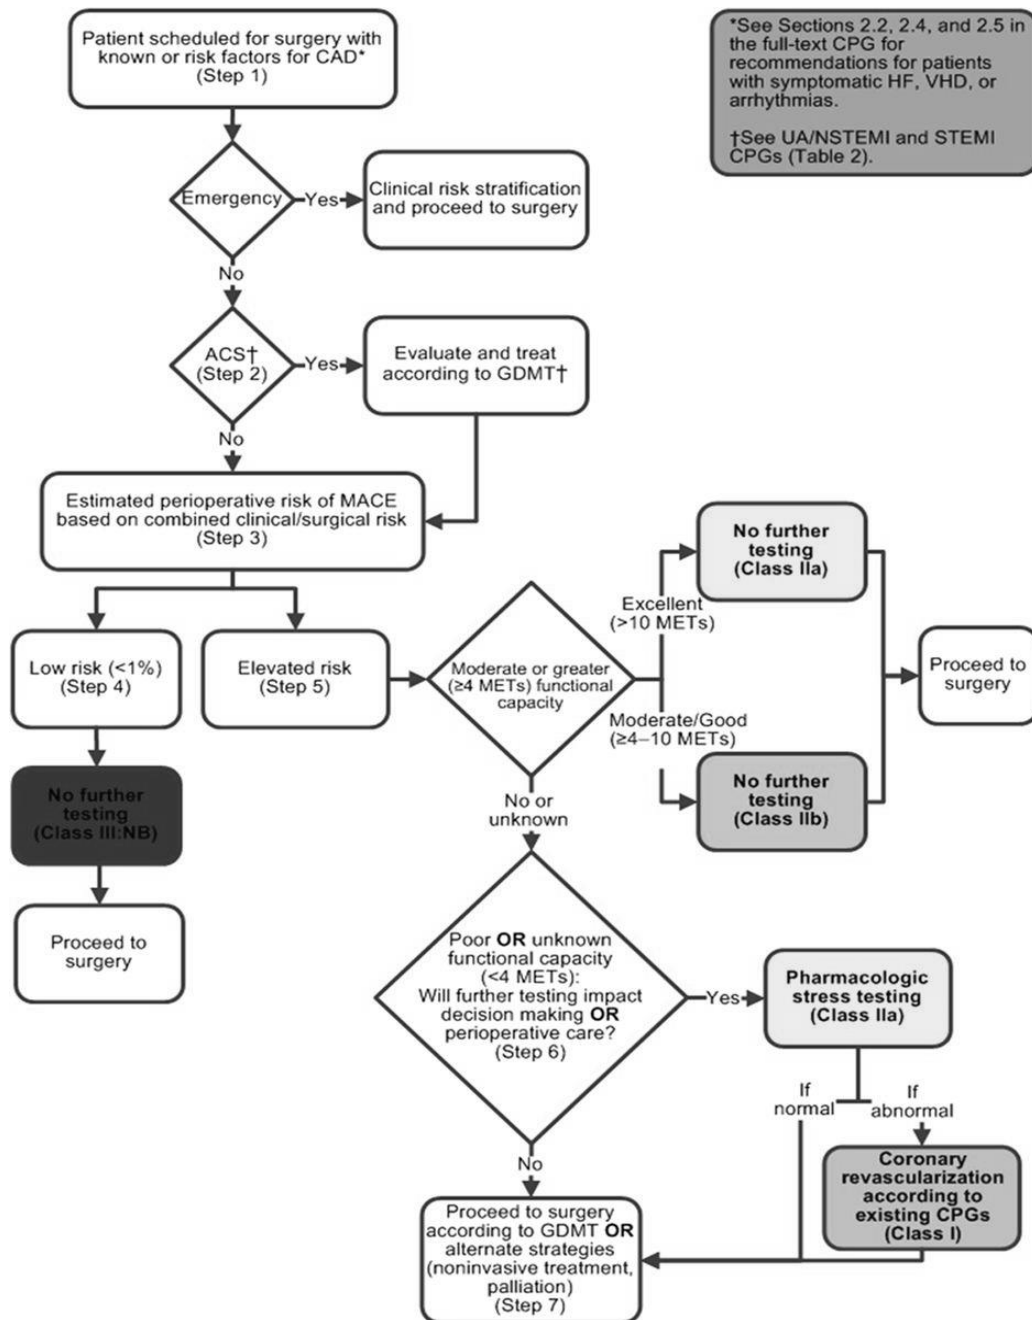 Patient scheduled for surgery with
known or risk factors for CAD*
(Step 1)
*See Sections 2.2, 2.4, and 2.5 in
the full-text CPG for
recommendations for patients
with symptomatic HF, VHD, or
arrhythmias.
†See UA/NSTEMI and STEMI
CPGs (Table 2).
Emergency
Yes
Clinical risk stratification
and proceed to surgery
No
ACS†
(Step 2)
Yes
Evaluate and treat
according to GDMT†
No
Estimated perioperative risk of MACE
based on combined clinical/surgical risk
(Step 3)
Low risk (<1%)
(Step 4)
Elevated risk
(Step 5)
No further
testing
(Class III:NB)
Proceed to
surgery
Moderate or greater
(≥4 METs) functional
capacity
Excellent
(>10 METs)
No further
testing
(Class IIa)
Moderate/Good
(≥4–10 METs)
No further
testing
(Class IIb)
Proceed to
surgery
No or
unknown
Poor OR unknown
functional capacity
(<4 METs):
Will further testing impact
decision making OR
perioperative care?
(Step 6)
Yes
Pharmacologic
stress testing
(Class IIa)
If
normal
If
abnormal
Coronary
revascularization
according to
existing CPGs
(Class I)
No
Proceed to surgery
according to GDMT OR
alternate strategies
(noninvasive treatment,
palliation)
(Step 7)